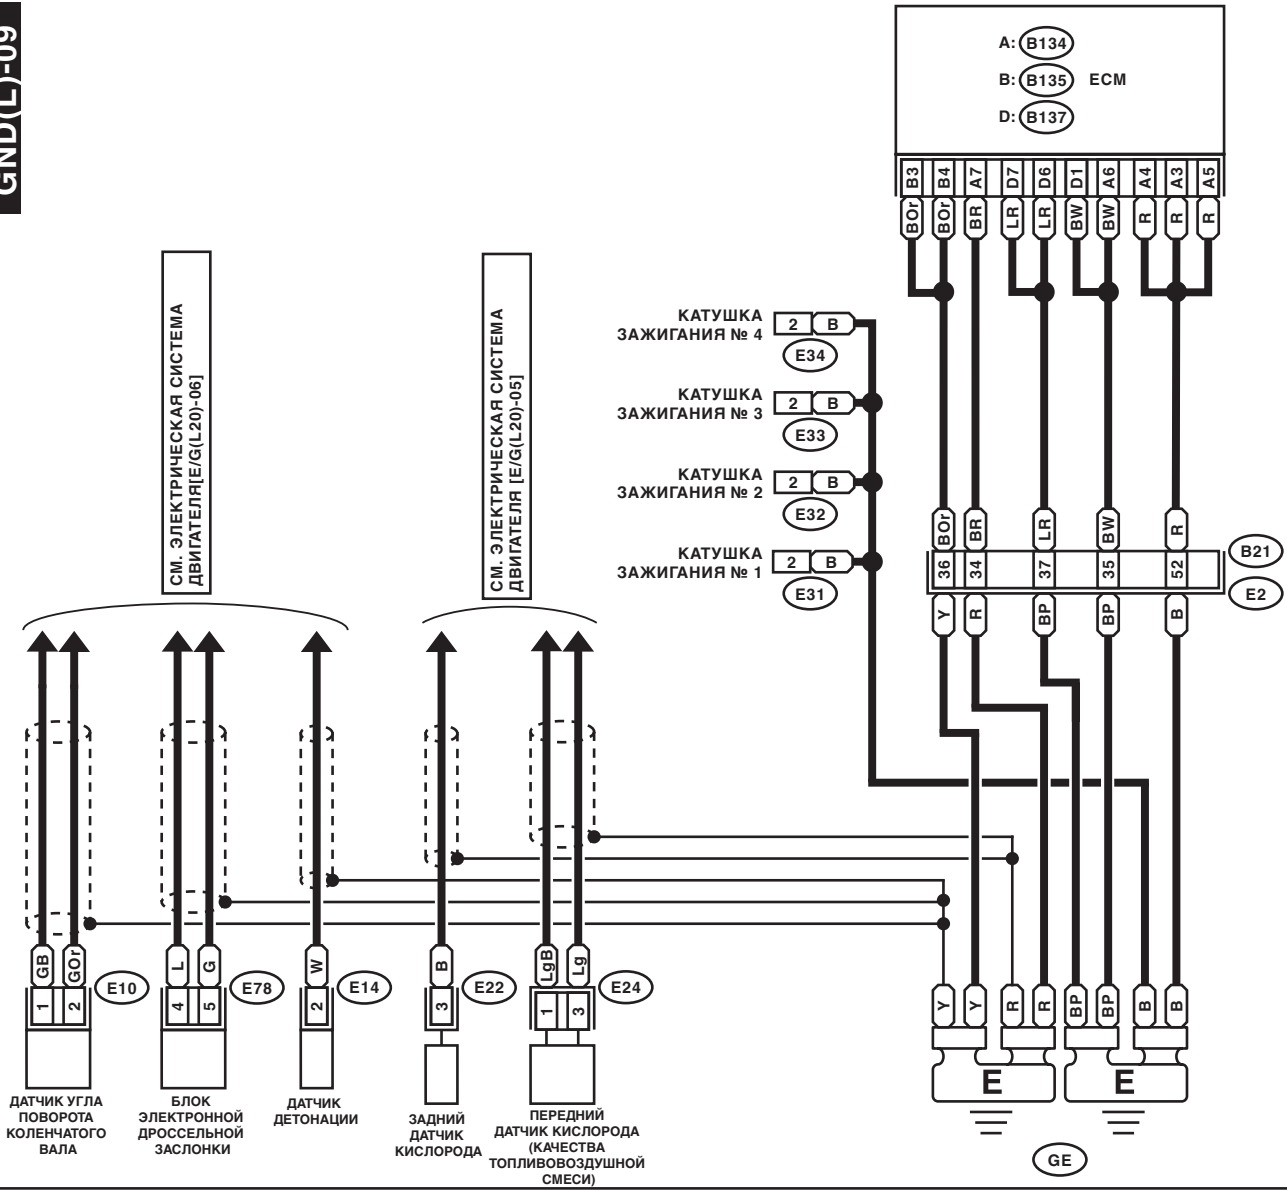 GND(L)-09
A: B134
B: B135 ECM
D: B137
B3 B4 A7 D7 D6 D1 A6 A4 A3 A5
BOr BOr BR LR LR BW BW R R R
СМ. ЭЛЕКТРИЧЕСКАЯ СИСТЕМА
ДВИГАТЕЛЯ[E/G(L20)-06]
СМ. ЭЛЕКТРИЧЕСКАЯ СИСТЕМА
ДВИГАТЕЛЯ [E/G(L20)-05]
КАТУШКА
ЗАЖИГАНИЯ № 4
2 B
E34
КАТУШКА
ЗАЖИГАНИЯ № 3
2 B
E33
КАТУШКА
ЗАЖИГАНИЯ № 2
2 B
E32
КАТУШКА
ЗАЖИГАНИЯ № 1
2 B
E31
BOr BR LR BW R
B21
36 34 37 35 52
E2
Y R BP BP B
GB GOr L G W B LgB Lg
E10 E78 E14 E22 E24
1 2 4 5 2 3 1 3
Y Y R R BP BP B B
E E
GE
ДАТЧИК УГЛА
ПОВОРОТА
КОЛЕНЧАТОГО
ВАЛА
БЛОК
ЭЛЕКТРОННОЙ
ДРОССЕЛЬНОЙ
ЗАСЛОНКИ
ДАТЧИК
ДЕТОНАЦИИ
ЗАДНИЙ
ДАТЧИК
КИСЛОРОДА
ПЕРЕДНИЙ
ДАТЧИК КИСЛОРОДА
(КАЧЕСТВА
ТОПЛИВОВОЗДУШНОЙ
СМЕСИ)